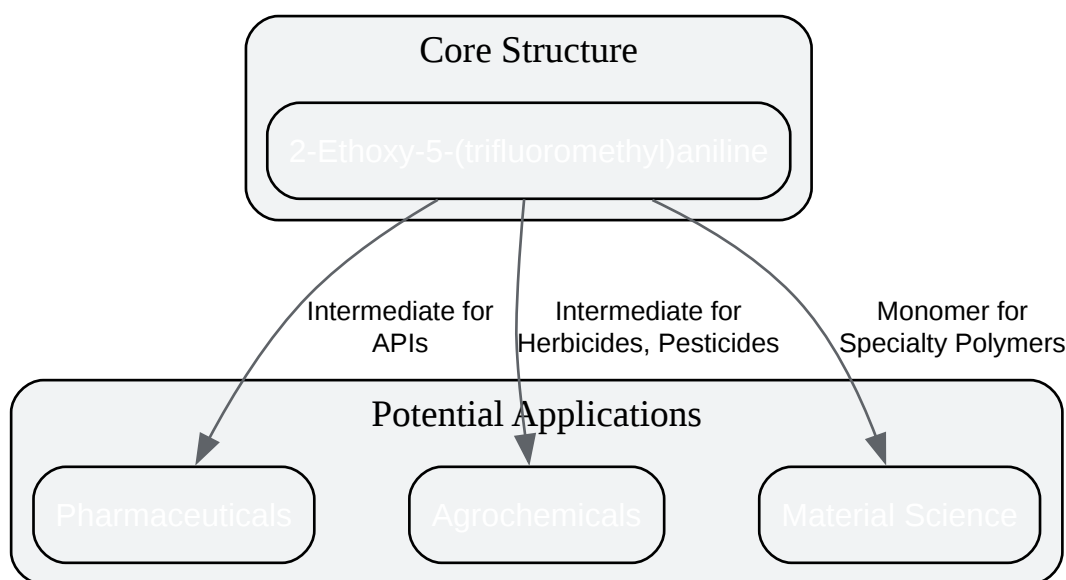 Core Structure
2-Ethoxy-5-(trifluoromethyl)aniline
Intermediate for
APIs
Intermediate for
Herbicides, Pesticides
Monomer for
Specialty Polymers
Potential Applications
Pharmaceuticals
Agrochemicals
Material Science